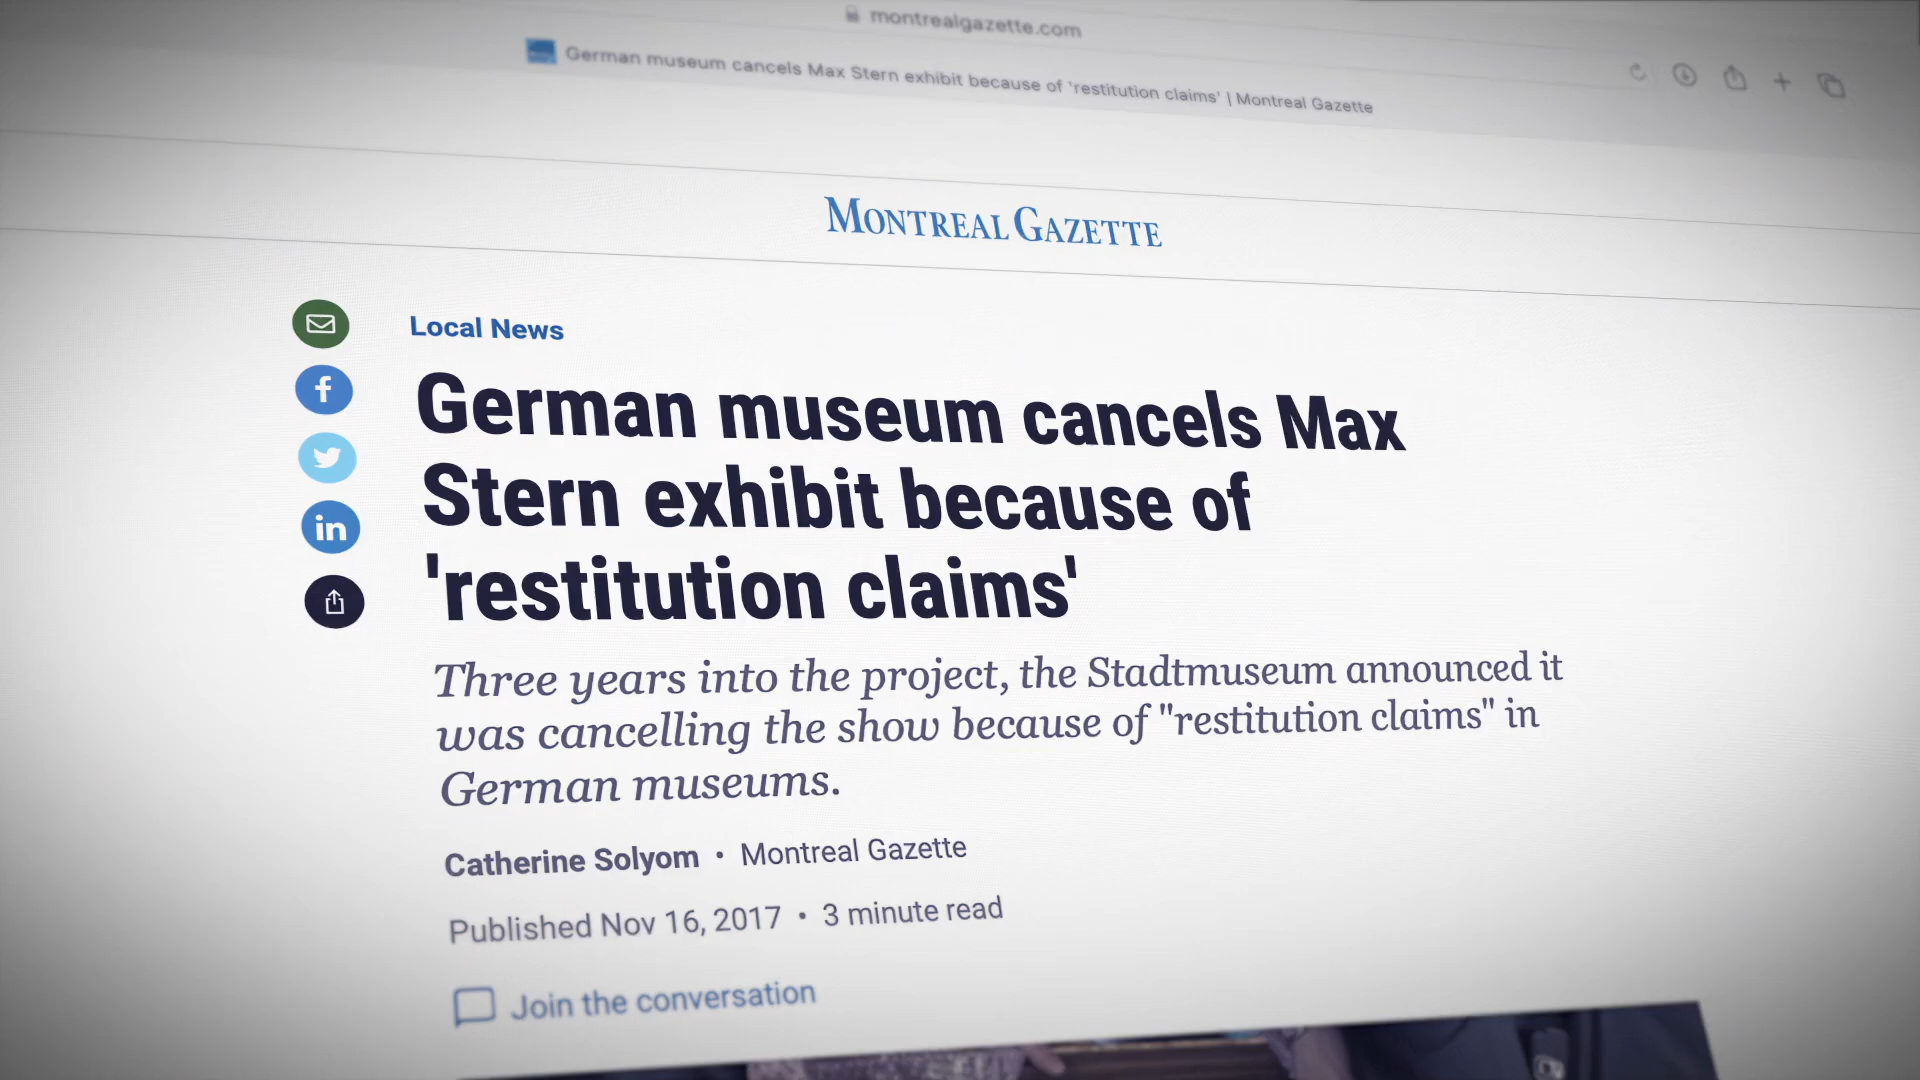 montrealgazette.com
German museum cancels Max Stern exhibit because of 'restitution claims' | Montreal Gazette
MONTREAL GAZETTE
Local News
German museum cancels Max
Stern exhibit because of
'restitution claims'
Three years into the project, the Stadtmuseum announced it
was cancelling the show because of "restitution claims" in
German museums.
Catherine Solyom • Montreal Gazette
Published Nov 16, 2017 • 3 minute read
Join the conversation